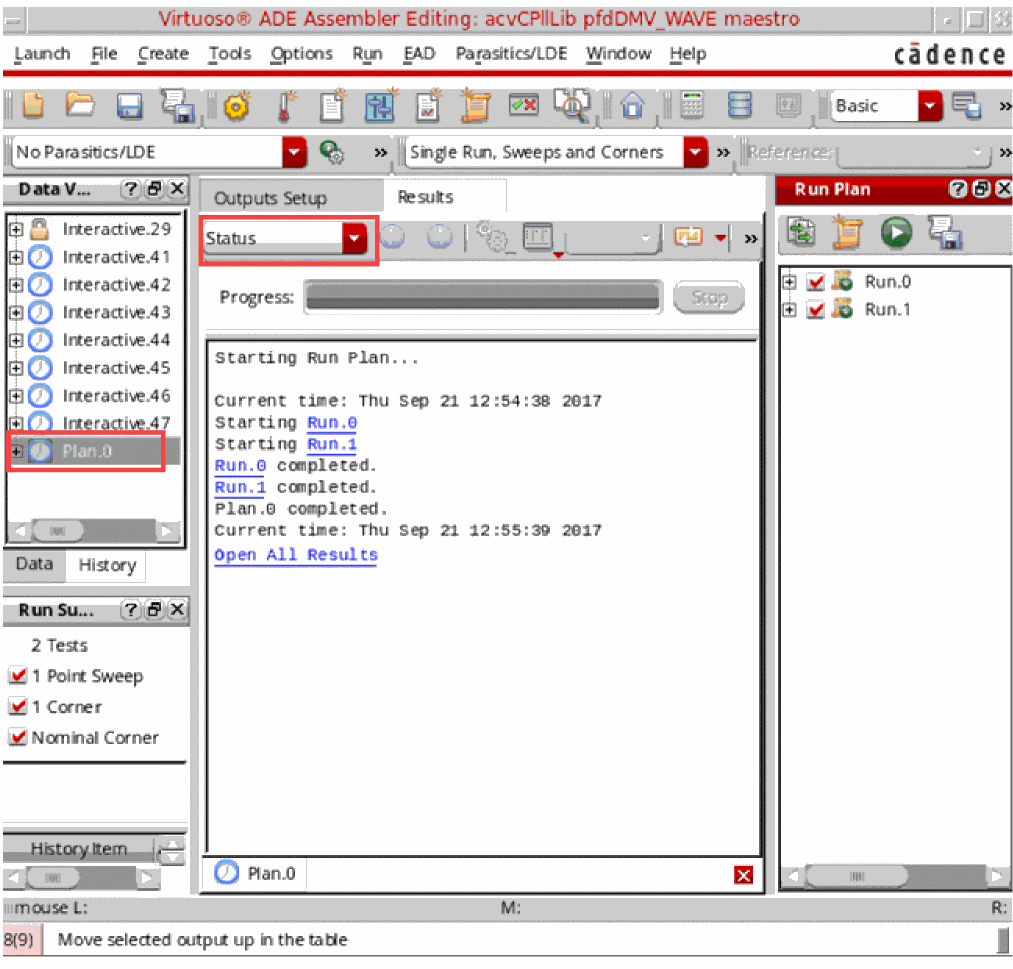 Virtuoso® ADE Assembler Editing: acvCPllLib pfdDMV_WAVE maestro
Launch File Create Tools Options Run EAD Parasitics/LDE Window Help cādence
Basic »
No Parasitics/LDE » Single Run, Sweeps and Corners » Reference: »
Data V... ? X
Interactive.29
Interactive.41
Interactive.42
Interactive.43
Interactive.44
Interactive.45
Interactive.46
Interactive.47
Plan.0
Data History
Run Su... ? X
2 Tests
1 Point Sweep
1 Corner
Nominal Corner
History Item
Outputs Setup Results
Status »
Progress: Stop
Starting Run Plan...
Current time: Thu Sep 21 12:54:38 2017
Starting Run.0
Starting Run.1
Run.0 completed.
Run.1 completed.
Plan.0 completed.
Current time: Thu Sep 21 12:55:39 2017
Open All Results
Plan.0
Run Plan ? X
Run.0
Run.1
mouse L: M: R:
8(9) Move selected output up in the table